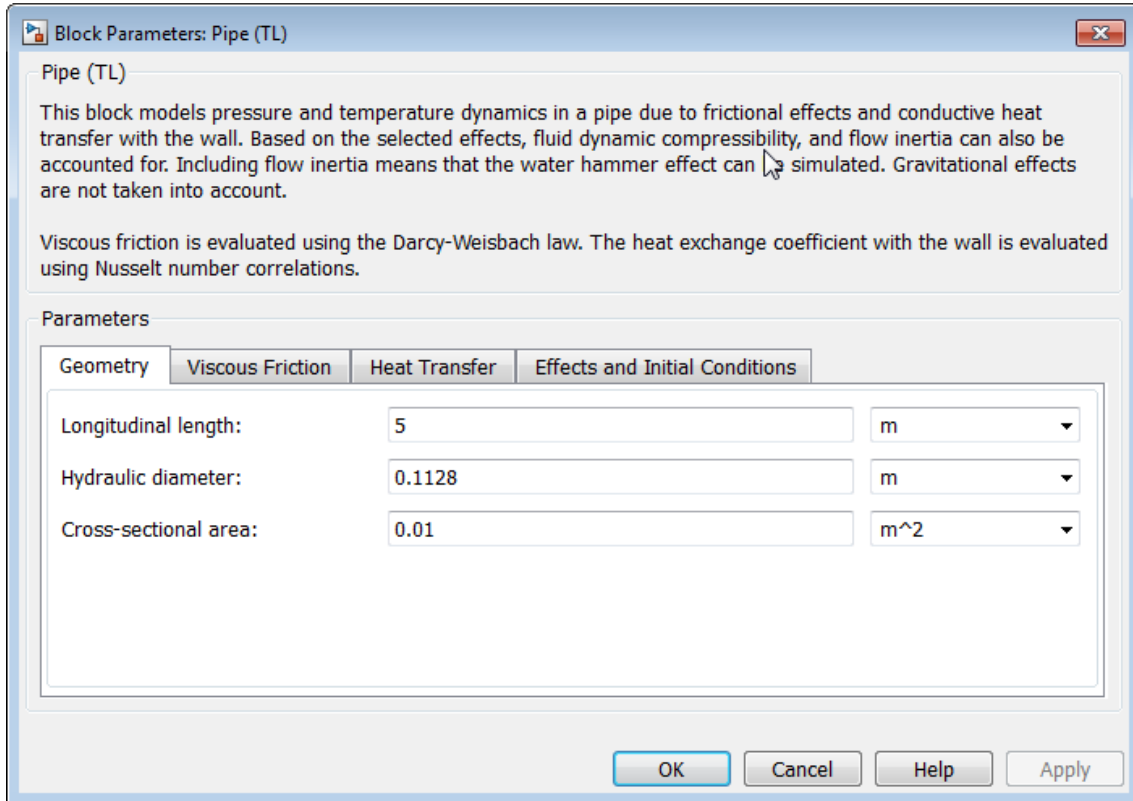 Block Parameters: Pipe (TL)
Pipe (TL)
This block models pressure and temperature dynamics in a pipe due to frictional effects and conductive heat
transfer with the wall. Based on the selected effects, fluid dynamic compressibility, and flow inertia can also be
accounted for. Including flow inertia means that the water hammer effect can be simulated. Gravitational effects
are not taken into account.
Viscous friction is evaluated using the Darcy-Weisbach law. The heat exchange coefficient with the wall is evaluated
using Nusselt number correlations.
Parameters
Geometry Viscous Friction Heat Transfer Effects and Initial Conditions
Longitudinal length: 5 m
Hydraulic diameter: 0.1128 m
Cross-sectional area: 0.01 m^2
OK Cancel Help Apply